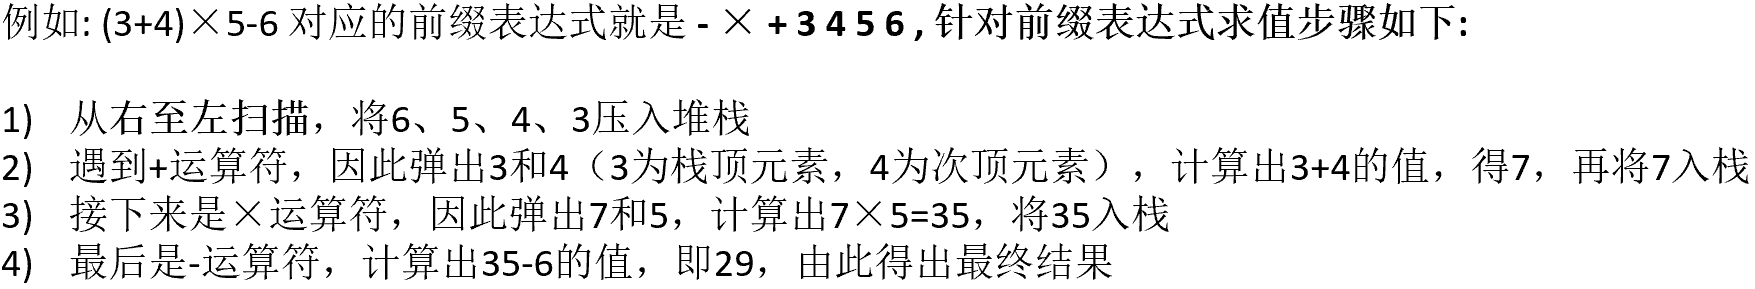 例如: (3+4)×5-6 对应的前缀表达式就是 - × + 3 4 5 6 , 针对前缀表达式求值步骤如下:
1) 从右至左扫描，将6、5、4、3压入堆栈
2) 遇到+运算符，因此弹出3和4（3为栈顶元素，4为次顶元素），计算出3+4的值，得7，再将7入栈
3) 接下来是×运算符，因此弹出7和5，计算出7×5=35，将35入栈
4) 最后是-运算符，计算出35-6的值，即29，由此得出最终结果